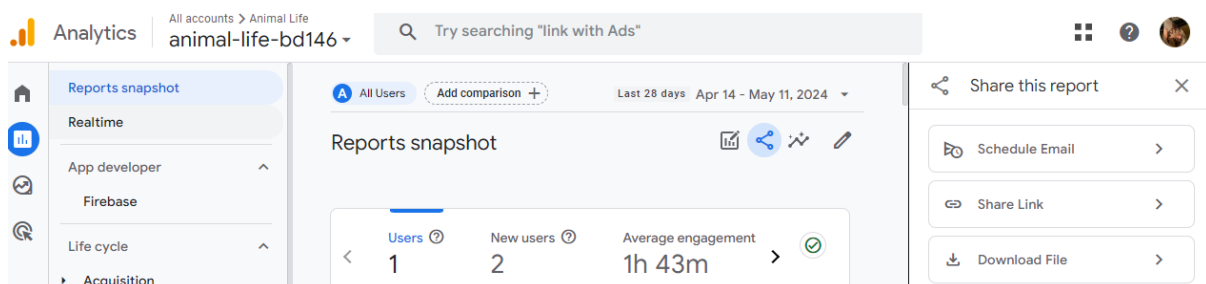 Analytics
All accounts > Animal Life
animal-life-bd146
Try searching "link with Ads"
Reports snapshot
Realtime
App developer
Firebase
Life cycle
Acquisition
A All Users
Add comparison +
Last 28 days Apr 14 - May 11, 2024
Reports snapshot
Users
1
New users
2
Average engagement
1h 43m
Share this report
Schedule Email
Share Link
Download File